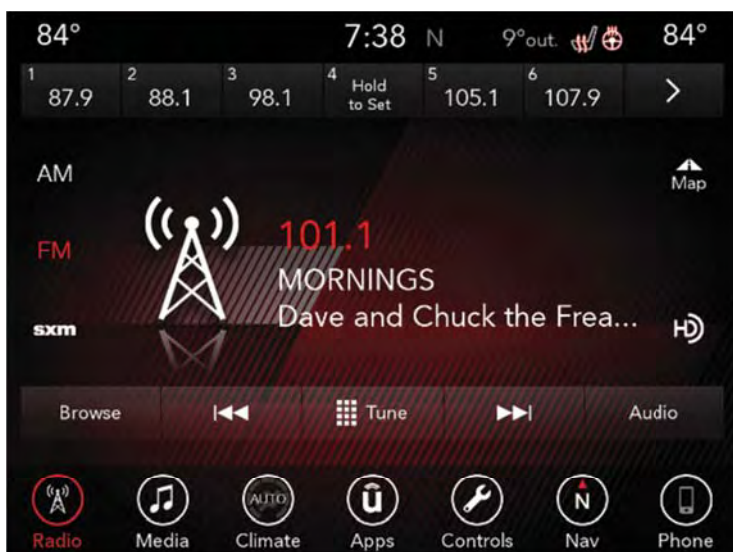 84° 7:38 N 9°out. 84°
1 87.9 2 88.1 3 98.1 4 Hold to Set 5 105.1 6 107.9
AM
Map
FM
101.1
MORNINGS
sxm
Dave and Chuck the Frea...
HD
Browse Tune Audio
AUTO û N
Radio Media Climate Apps Controls Nav Phone